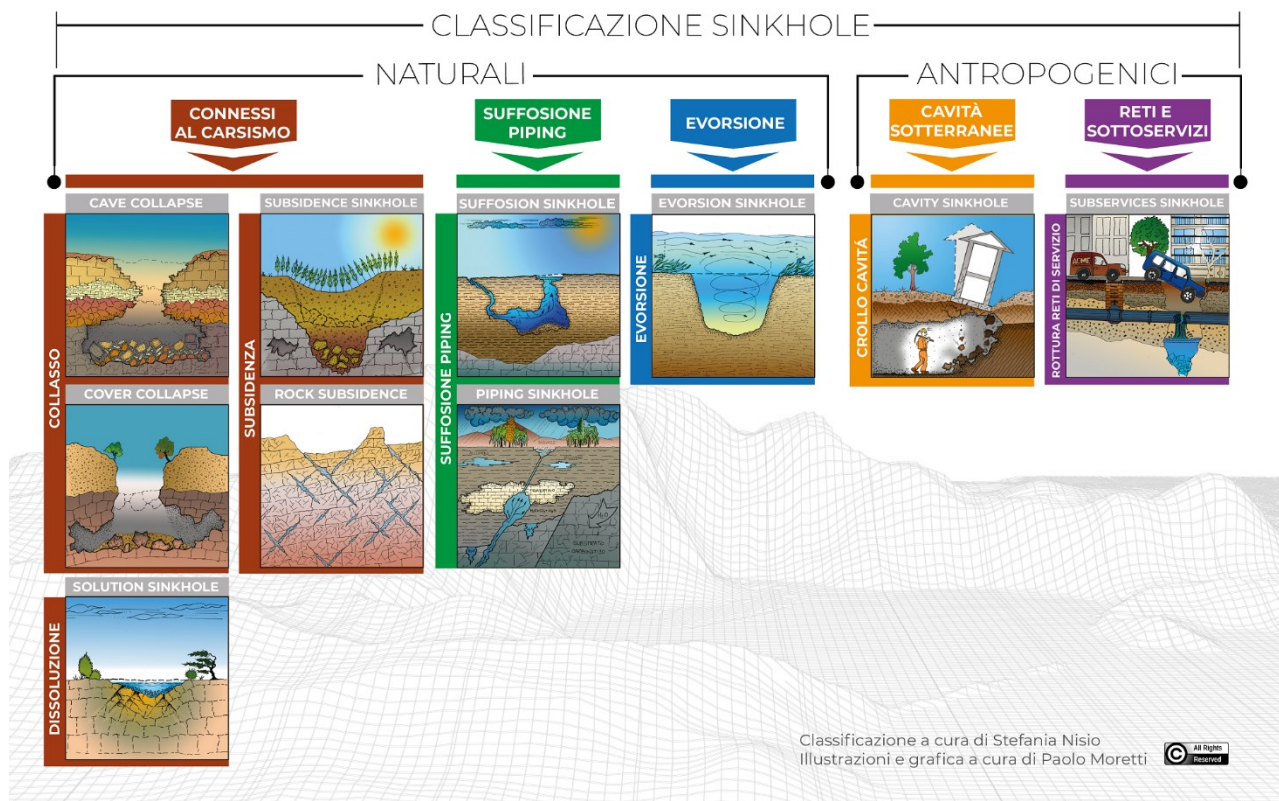 CLASSIFICAZIONE SINKHOLE
NATURALI
ANTROPOGENICI
CONNESSI
AL CARSISMO
SUFFOSIONE
PIPING
EVORSIONE
CAVITÀ
SOTTERRANEE
RETI E
SOTTOSERVIZI
COLLASSO
CAVE COLLAPSE
COVER COLLAPSE
DISSOLUZIONE
SOLUTION SINKHOLE
SUBSIDENZA
SUBSIDENCE SINKHOLE
ROCK SUBSIDENCE
SUFFOSIONE PIPING
SUFFOSION SINKHOLE
PIPING SINKHOLE
TRAVERTINO
EVORSIONE
EVORSION SINKHOLE
CROLLO CAVITÁ
CAVITY SINKHOLE
ROTTURA RETI DI SERVIZIO
SUBSERVICES SINKHOLE
ACME
Classificazione a cura di Stefania Nisio
Illustrazioni e grafica a cura di Paolo Moretti
C
All Rights
Reserved